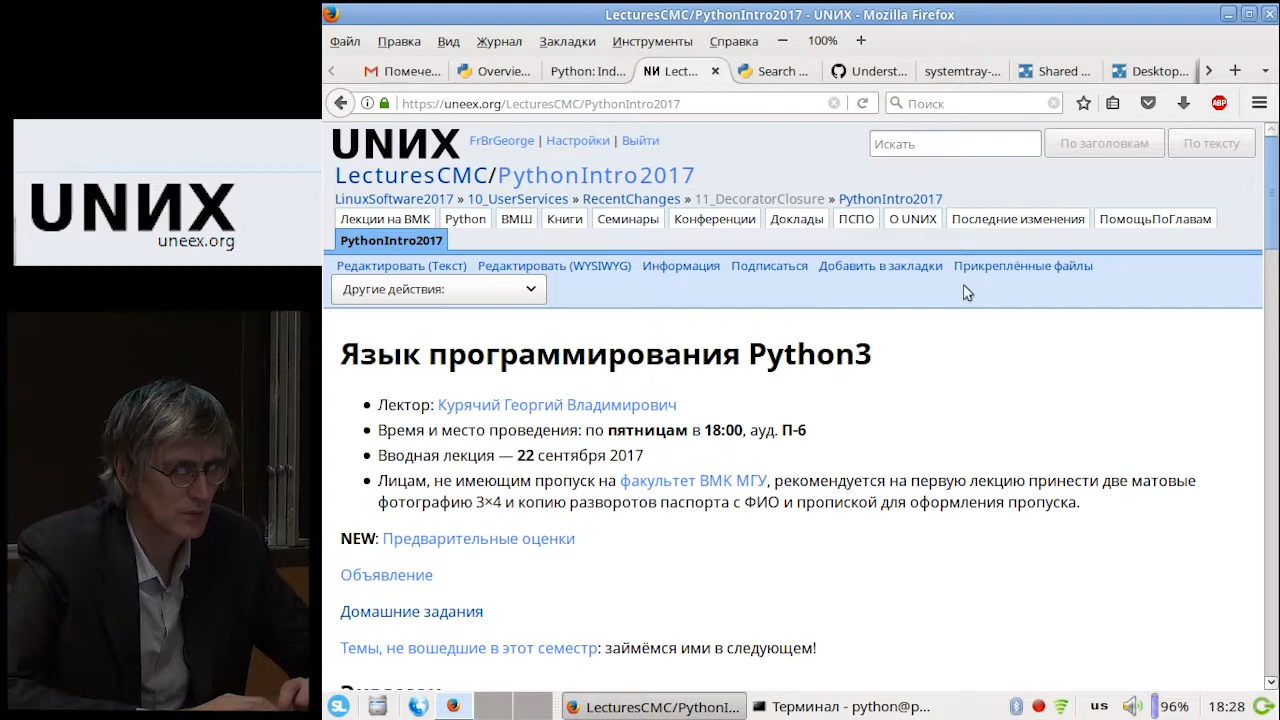 UNИX
uneex.org
LecturesCMC/PythonIntro2017 - UNИX - Mozilla Firefox
Файл Правка Вид Журнал Закладки Инструменты Справка − 100% +
Помече... Overvie... Python: Ind... NИ Lect... Search ... Underst... systemtray-... Shared ... Desktop...
https://uneex.org/LecturesCMC/PythonIntro2017 Поиск ABP
UNИX FrBrGeorge | Настройки | Выйти Искать По заголовкам По тексту
LecturesCMC/PythonIntro2017
LinuxSoftware2017 » 10_UserServices » RecentChanges » 11_DecoratorClosure » PythonIntro2017
Лекции на ВМК Python ВМШ Книги Семинары Конференции Доклады ПСПО О UNИX Последние изменения ПомощьПоГлавам
PythonIntro2017
Редактировать (Текст) Редактировать (WYSIWYG) Информация Подписаться Добавить в закладки Прикреплённые файлы
Другие действия:
Язык программирования Python3
Лектор: Курячий Георгий Владимирович
Время и место проведения: по пятницам в 18:00, ауд. П-6
Вводная лекция — 22 сентября 2017
Лицам, не имеющим пропуск на факультет ВМК МГУ, рекомендуется на первую лекцию принести две матовые
фотографию 3×4 и копию разворотов паспорта с ФИО и пропиской для оформления пропуска.
NEW: Предварительные оценки
Объявление
Домашние задания
Темы, не вошедшие в этот семестр: займёмся ими в следующем!
SL LecturesCMC/PythonI... Терминал - python@p... us 96% 18:28